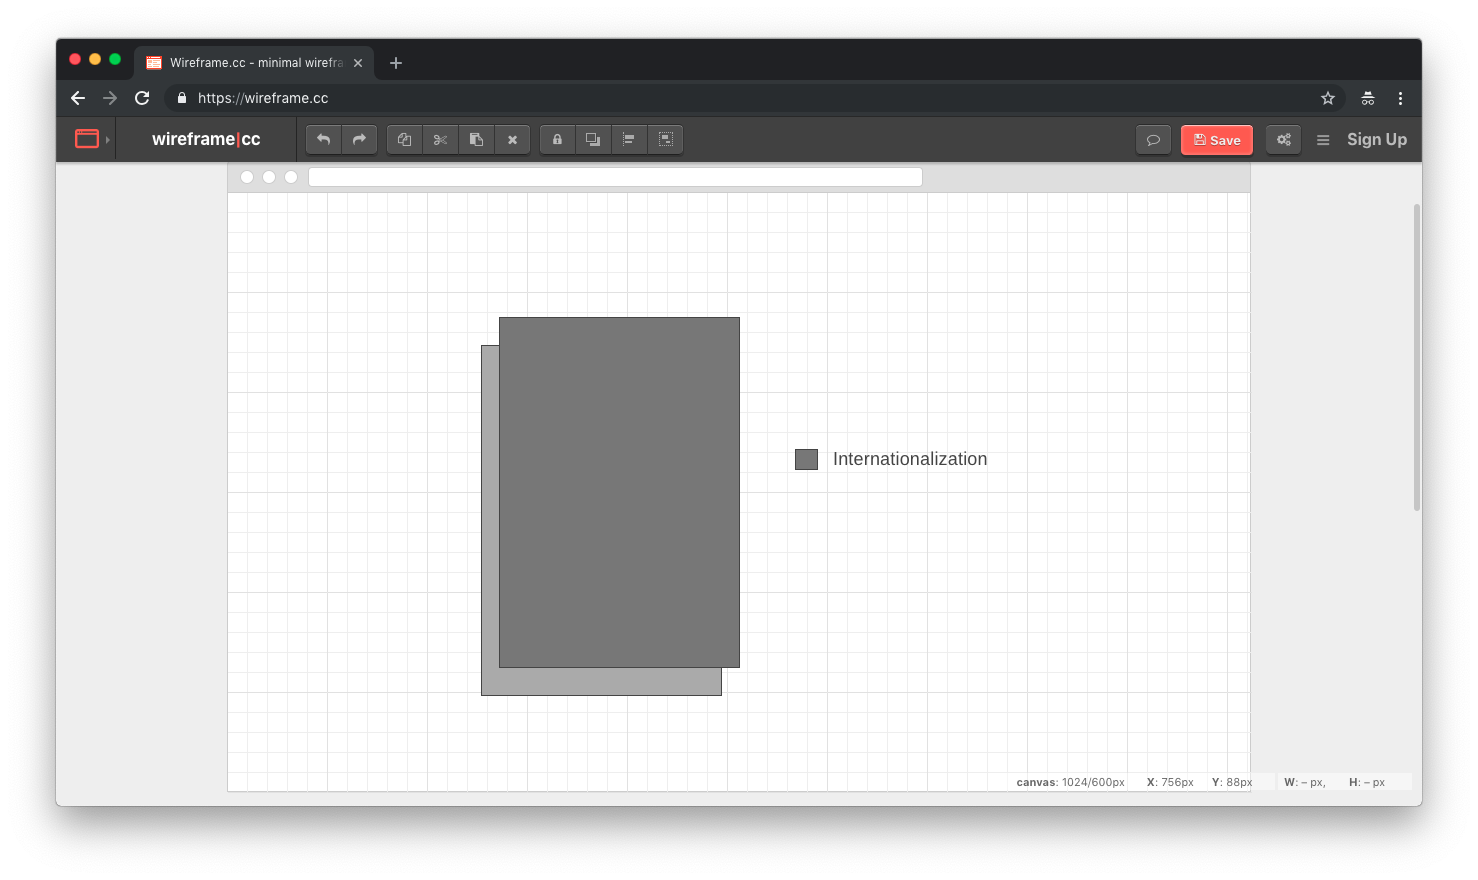 Wireframe.cc - minimal wirefra
https://wireframe.cc
wireframe|cc
Save
Sign Up
Internationalization
canvas: 1024/600px X: 756px Y: 88px W: – px, H: – px